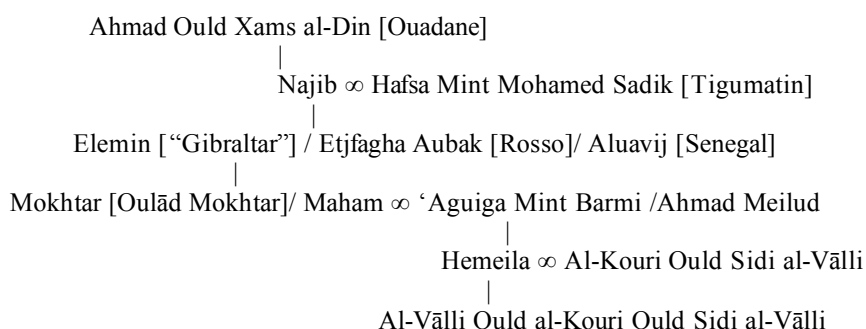 Ahmad Ould Xams al-Din [Ouadane]
|
Najib ∞ Hafsa Mint Mohamed Sadik [Tigumatin]
|
Elemin [“Gibraltar”] / Etjfagha Aubak [Rosso]/ Aluavij [Senegal]
|
Mokhtar [Oulād Mokhtar]/ Maham ∞ ‘Aguiga Mint Barmi /Ahmad Meilud
|
Hemeila ∞ Al-Kouri Ould Sidi al-Vālli
|
Al-Vālli Ould al-Kouri Ould Sidi al-Vālli